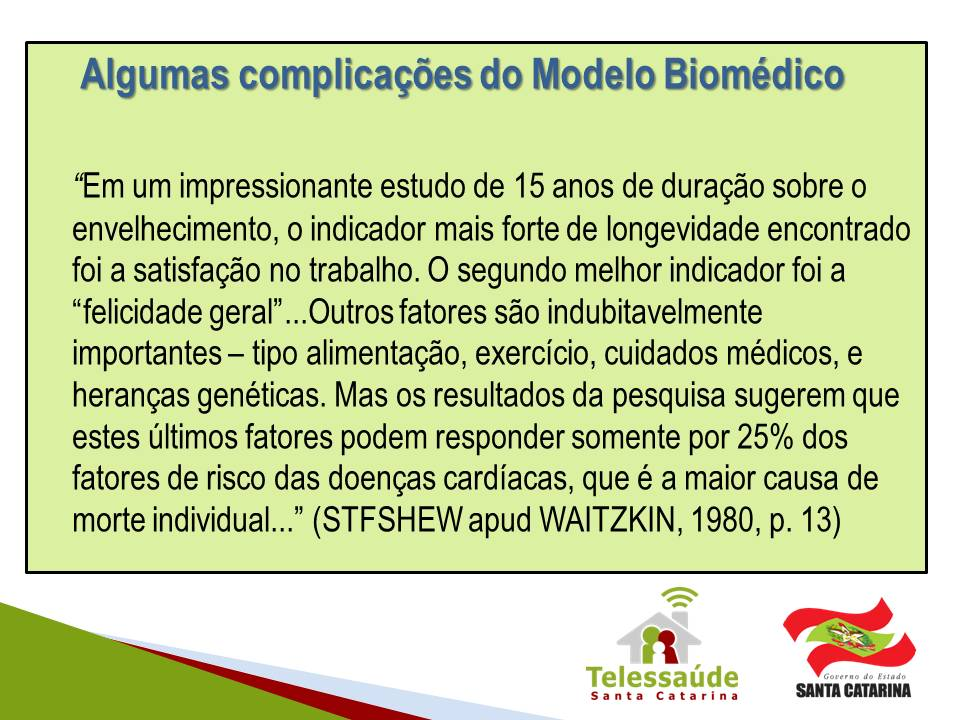 Algumas complicações do Modelo Biomédico
“Em um impressionante estudo de 15 anos de duração sobre o
envelhecimento, o indicador mais forte de longevidade encontrado
foi a satisfação no trabalho. O segundo melhor indicador foi a
“felicidade geral”...Outros fatores são indubitavelmente
importantes – tipo alimentação, exercício, cuidados médicos, e
heranças genéticas. Mas os resultados da pesquisa sugerem que
estes últimos fatores podem responder somente por 25% dos
fatores de risco das doenças cardíacas, que é a maior causa de
morte individual...” (STFSHEW apud WAITZKIN, 1980, p. 13)
Telessaúde
Santa Catarina
Governo do Estado
SANTA CATARINA